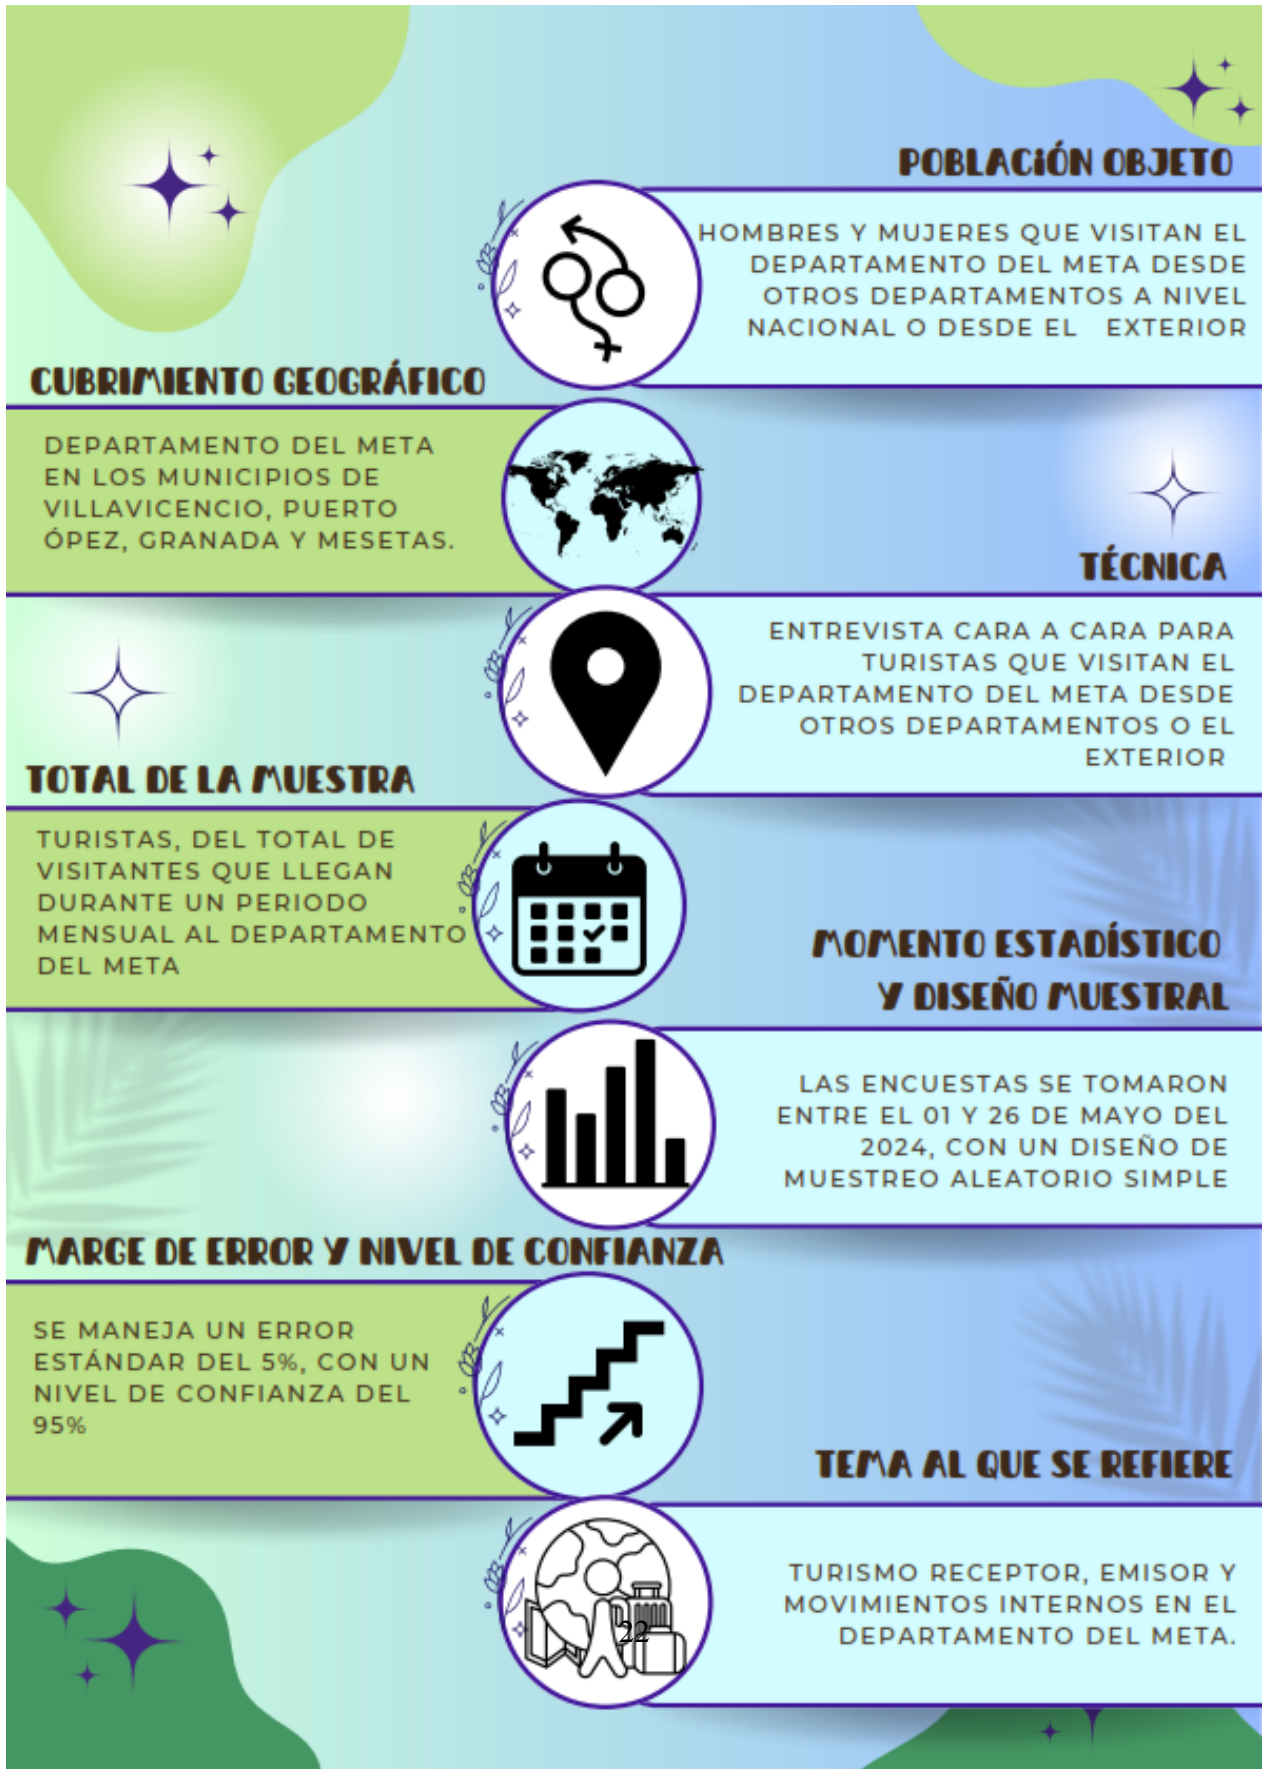 POBLACIÓN OBJETO
HOMBRES Y MUJERES QUE VISITAN EL
DEPARTAMENTO DEL META DESDE
OTROS DEPARTAMENTOS A NIVEL
NACIONAL O DESDE EL EXTERIOR
CUBRIMIENTO GEOGRÁFICO
DEPARTAMENTO DEL META
EN LOS MUNICIPIOS DE
VILLAVICENCIO, PUERTO
ÓPEZ, GRANADA Y MESETAS.
TÉCNICA
ENTREVISTA CARA A CARA PARA
TURISTAS QUE VISITAN EL
DEPARTAMENTO DEL META DESDE
OTROS DEPARTAMENTOS O EL
EXTERIOR
TOTAL DE LA MUESTRA
TURISTAS, DEL TOTAL DE
VISITANTES QUE LLEGAN
DURANTE UN PERIODO
MENSUAL AL DEPARTAMENTO
DEL META
MOMENTO ESTADÍSTICO
Y DISEÑO MUESTRAL
LAS ENCUESTAS SE TOMARON
ENTRE EL 01 Y 26 DE MAYO DEL
2024, CON UN DISEÑO DE
MUESTREO ALEATORIO SIMPLE
MARGE DE ERROR Y NIVEL DE CONFIANZA
SE MANEJA UN ERROR
ESTÁNDAR DEL 5%, CON UN
NIVEL DE CONFIANZA DEL
95%
TEMA AL QUE SE REFIERE
TURISMO RECEPTOR, EMISOR Y
MOVIMIENTOS INTERNOS EN EL
DEPARTAMENTO DEL META.
22